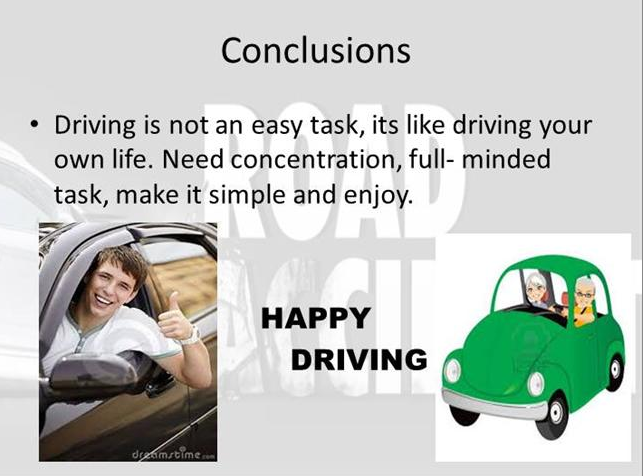 Conclusions
• Driving is not an easy task, its like driving your
own life. Need concentration, full- minded
task, make it simple and enjoy.
ROAD
ACCI
HAPPY
DRIVING
dreamstime.com